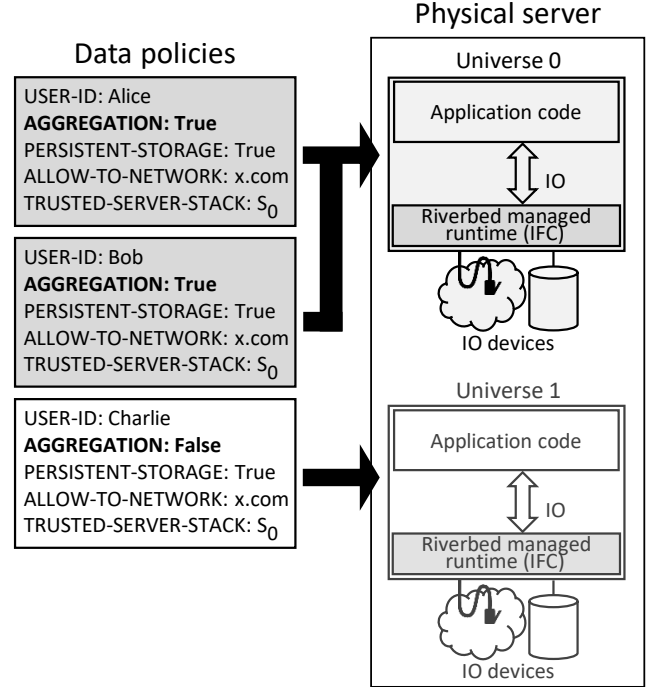 Data policies
USER-ID: Alice
AGGREGATION: True
PERSISTENT-STORAGE: True
ALLOW-TO-NETWORK: x.com
TRUSTED-SERVER-STACK: S0
USER-ID: Bob
AGGREGATION: True
PERSISTENT-STORAGE: True
ALLOW-TO-NETWORK: x.com
TRUSTED-SERVER-STACK: S0
USER-ID: Charlie
AGGREGATION: False
PERSISTENT-STORAGE: True
ALLOW-TO-NETWORK: x.com
TRUSTED-SERVER-STACK: S0
Physical server
Universe 0
Application code
IO
Riverbed managed
runtime (IFC)
IO devices
Universe 1
Application code
IO
Riverbed managed
runtime (IFC)
IO devices